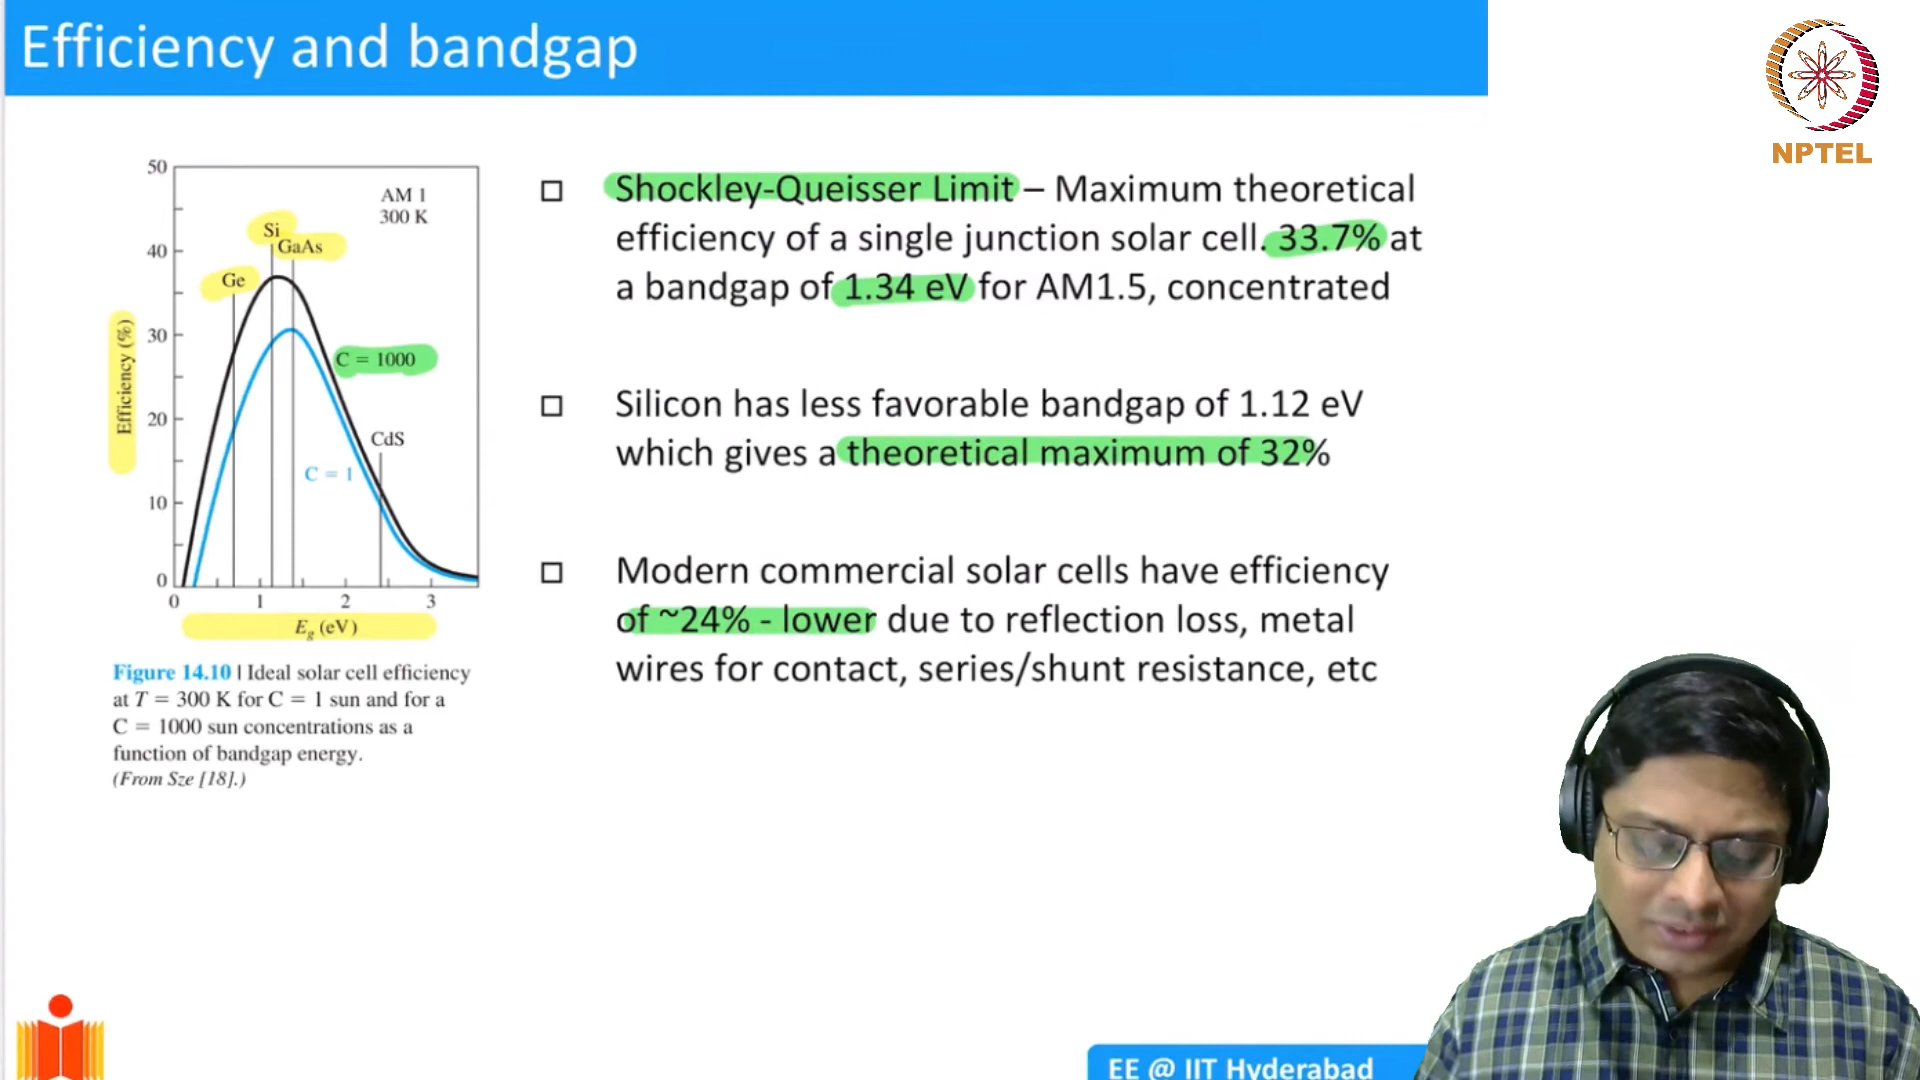 Efficiency and bandgap
NPTEL
50
40
30
20
10
0
Efficiency (%)
AM 1
300 K
Si
GaAs
Ge
C = 1000
CdS
C = 1
0 1 2 3
Eg (eV)
Figure 14.10 | Ideal solar cell efficiency
at T = 300 K for C = 1 sun and for a
C = 1000 sun concentrations as a
function of bandgap energy.
(From Sze [18].)
Shockley-Queisser Limit – Maximum theoretical
efficiency of a single junction solar cell. 33.7% at
a bandgap of 1.34 eV for AM1.5, concentrated
Silicon has less favorable bandgap of 1.12 eV
which gives a theoretical maximum of 32%
Modern commercial solar cells have efficiency
of ~24% - lower due to reflection loss, metal
wires for contact, series/shunt resistance, etc
EE @ IIT Hyderabad